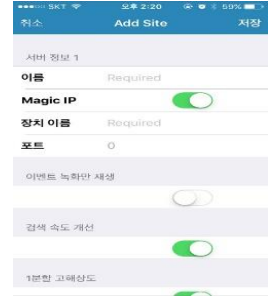 SKT 오후 2:20 59%
취소 Add Site 저장
서버 정보 1
이름 Required
Magic IP
장치 이름 Required
포트 0
이벤트 녹화만 재생
검색 속도 개선
1분할 고해상도